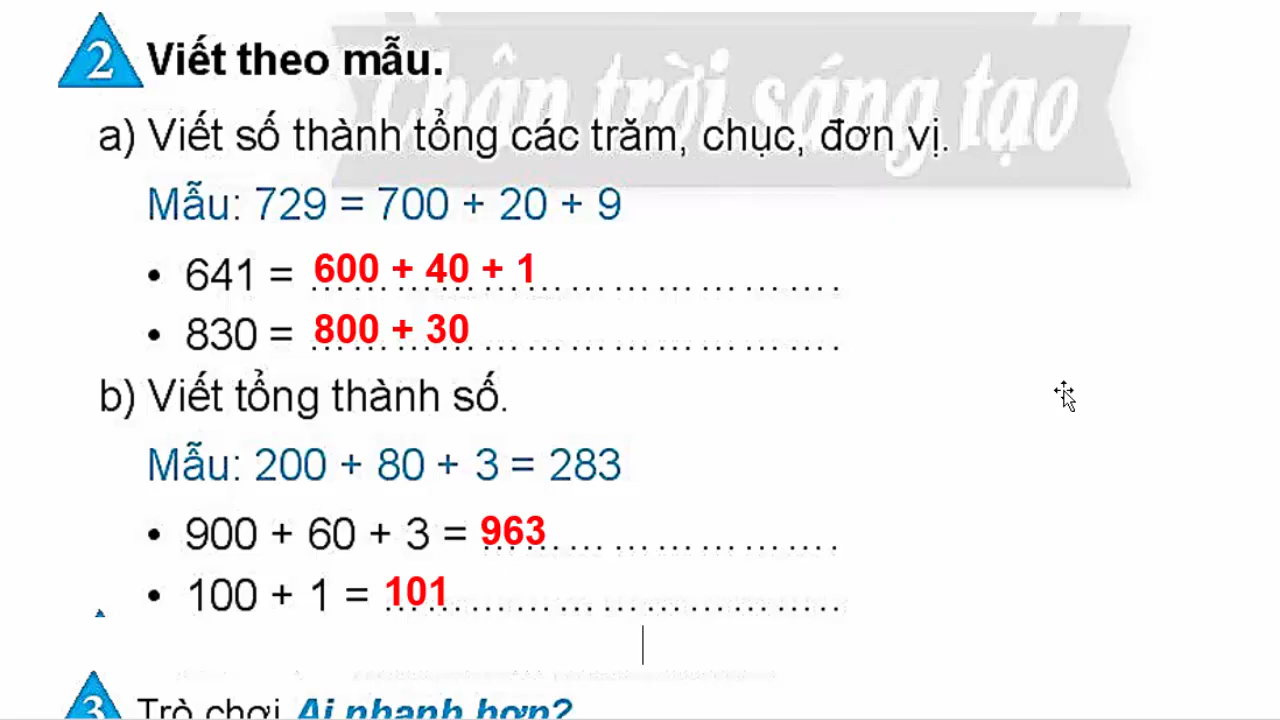 2 Viết theo mẫu.
Chân trời sáng tạo
a) Viết số thành tổng các trăm, chục, đơn vị.
Mẫu: 729 = 700 + 20 + 9
• 641 = 600 + 40 + 1
• 830 = 800 + 30
b) Viết tổng thành số.
Mẫu: 200 + 80 + 3 = 283
• 900 + 60 + 3 = 963
• 100 + 1 = 101
3 Trò chơi Ai nhanh hơn?